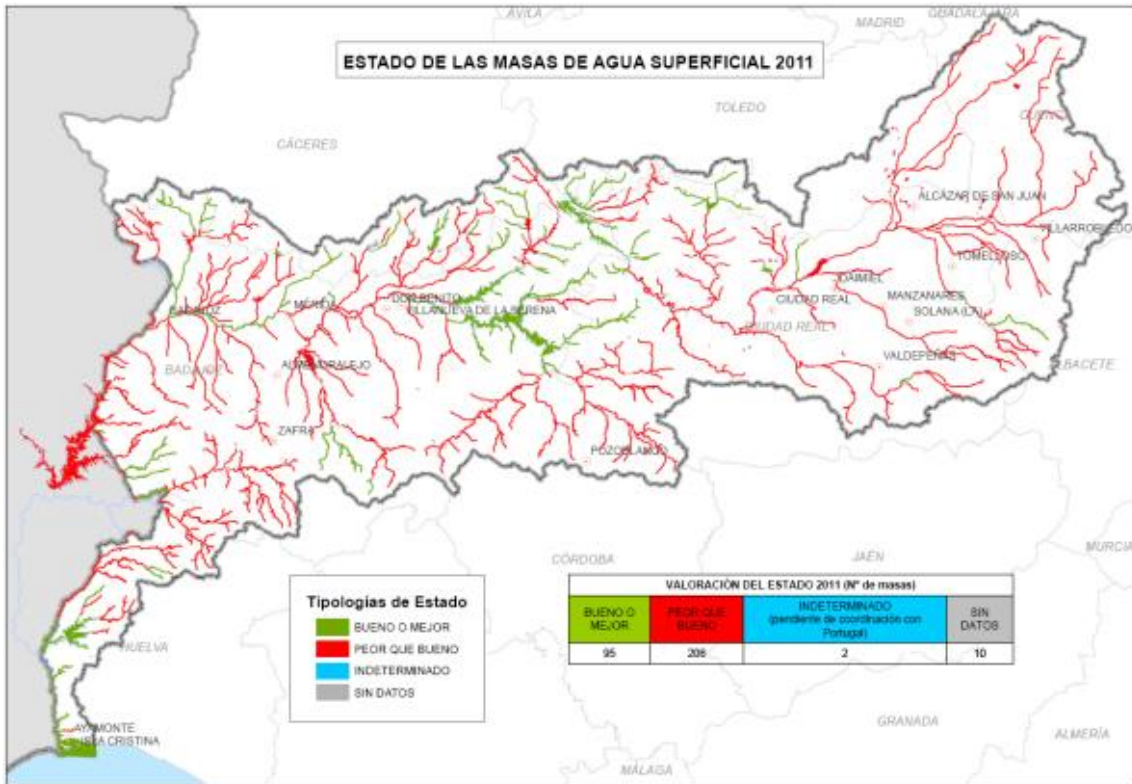 ÁVILA
MADRID
GUADALAJARA
ESTADO DE LAS MASAS DE AGUA SUPERFICIAL 2011
TOLEDO
CÁCERES
CUENCA
ALCÁZAR DE SAN JUAN
VILLARROBLEDO
TOMELLOSO
DAIMIEL
MANZANARES
CIUDAD REAL
SOLANA (LA)
CIUDAD REAL
VALDEPEÑAS
ALBACETE
BADAJOZ
MÉRIDA
DON BENITO
VILLANUEVA DE LA SERENA
BADAJOZ
ALMENDRALEJO
ZAFRA
POZOBLANCO
CÓRDOBA
JAÉN
MURCIA
HUELVA
Tipologías de Estado
BUENO O MEJOR
PEOR QUE BUENO
INDETERMINADO
SIN DATOS
VALORACIÓN DEL ESTADO 2011 (Nº de masas)
BUENO O MEJOR
PEOR QUE BUENO
INDETERMINADO
(pendiente de coordinación con Portugal)
SIN DATOS
95
208
2
10
AYAMONTE
ISLA CRISTINA
GRANADA
ALMERÍA
MÁLAGA